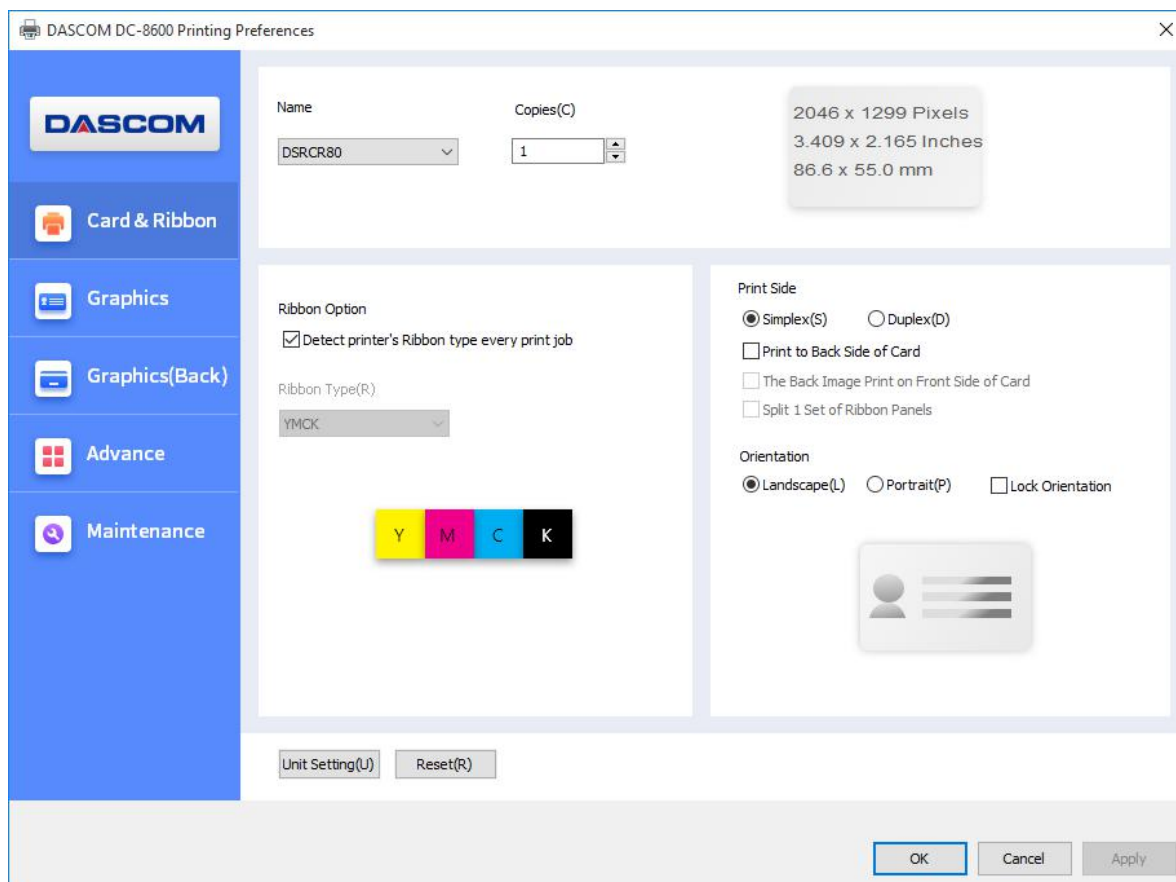 DASCOM DC-8600 Printing Preferences
DASCOM
Card & Ribbon
Graphics
Graphics(Back)
Advance
Maintenance
Name
Copies(C)
DSRCR80
1
2046 x 1299 Pixels
3.409 x 2.165 Inches
86.6 x 55.0 mm
Ribbon Option
Detect printer's Ribbon type every print job
Ribbon Type(R)
YMCK
Y M C K
Print Side
Simplex(S) Duplex(D)
Print to Back Side of Card
The Back Image Print on Front Side of Card
Split 1 Set of Ribbon Panels
Orientation
Landscape(L) Portrait(P) Lock Orientation
Unit Setting(U) Reset(R)
OK Cancel Apply